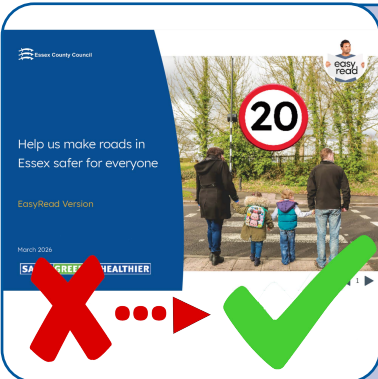 Essex County Council
easy
read
20
Help us make roads in
Essex safer for everyone
EasyRead Version
March 2026
HEALTHIER
1